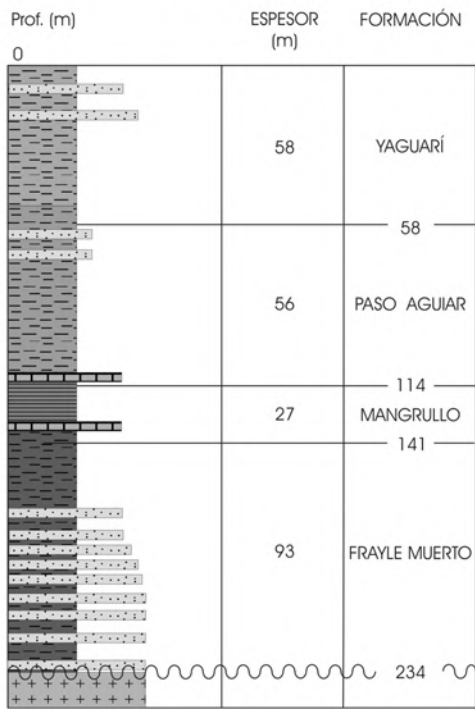 Prof. (m) ESPESOR (m) FORMACIÓN
0
58 YAGUARÍ
58
56 PASO AGUIAR
114
27 MANGRULLO
141
93 FRAYLE MUERTO
234